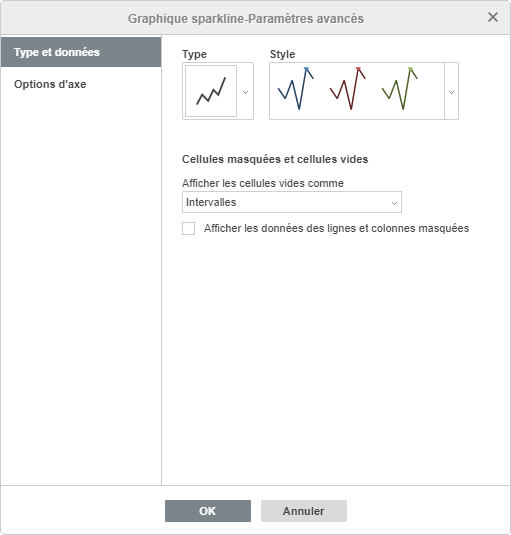 Graphique sparkline-Paramètres avancés
Type et données
Options d'axe
Type
Style
Cellules masquées et cellules vides
Afficher les cellules vides comme
Intervalles
Afficher les données des lignes et colonnes masquées
OK
Annuler